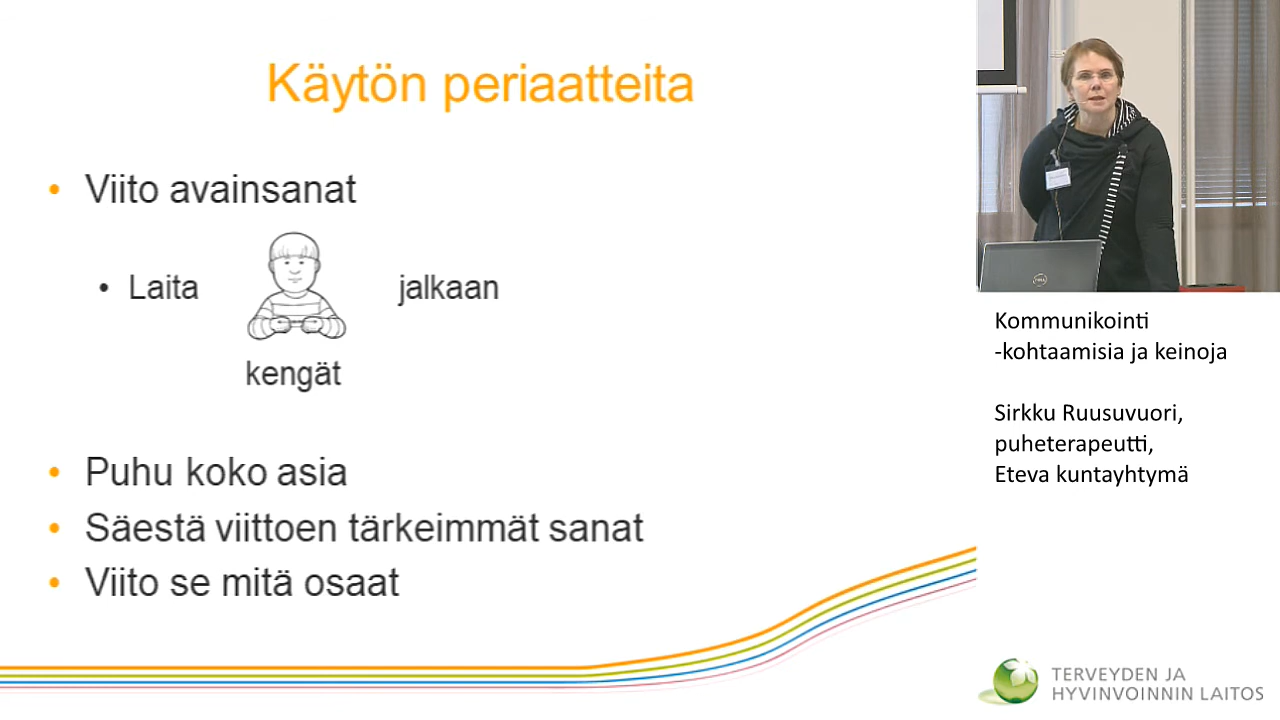 Käytön periaatteita
• Viito avainsanat
• Laita
jalkaan
kengät
• Puhu koko asia
• Säestä viittoen tärkeimmät sanat
• Viito se mitä osaat
Kommunikointi
-kohtaamisia ja keinoja
Sirkku Ruusuvuori,
puheterapeutti,
Eteva kuntayhtymä
TERVEYDEN JA
HYVINVOINNIN LAITOS